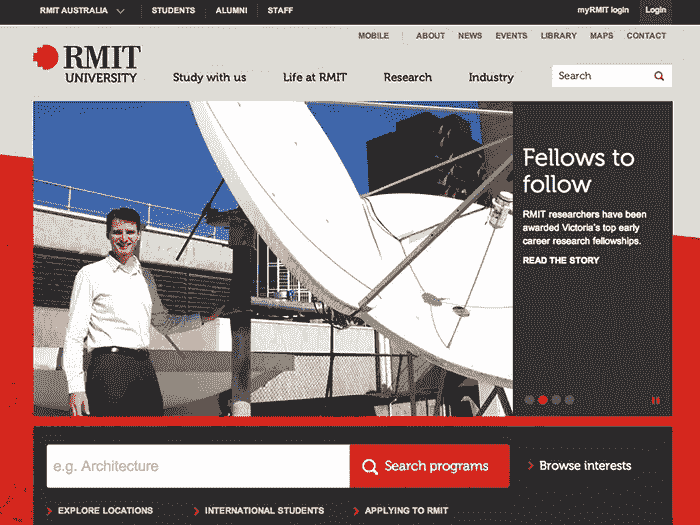 RMIT AUSTRALIA
STUDENTS
ALUMNI
STAFF
myRMIT login
Login
MOBILE
ABOUT
NEWS
EVENTS
LIBRARY
MAPS
CONTACT
RMIT
UNIVERSITY
Study with us
Life at RMIT
Research
Industry
Search
Fellows to
follow
RMIT researchers have been
awarded Victoria's top early
career research fellowships.
READ THE STORY
e.g. Architecture
Search programs
Browse interests
EXPLORE LOCATIONS
INTERNATIONAL STUDENTS
APPLYING TO RMIT